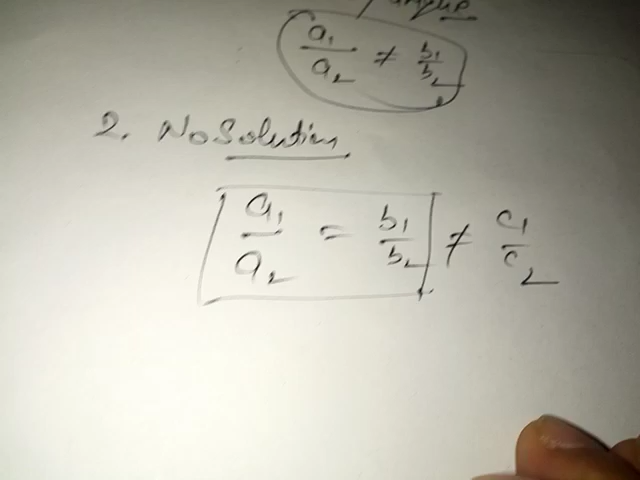 a₁/a₂ ≠ b₁/b₂
2. No Solution
a₁/a₂ = b₁/b₂ ≠ c₁/c₂